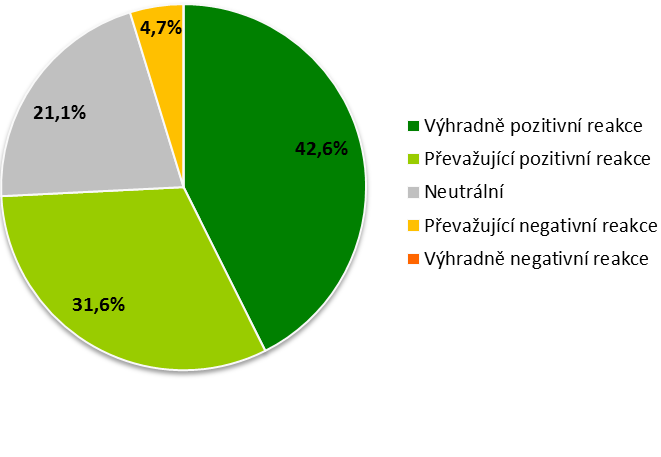 4,7%
21,1%
42,6%
31,6%
Výhradně pozitivní reakce
Převažující pozitivní reakce
Neutrální
Převažující negativní reakce
Výhradně negativní reakce